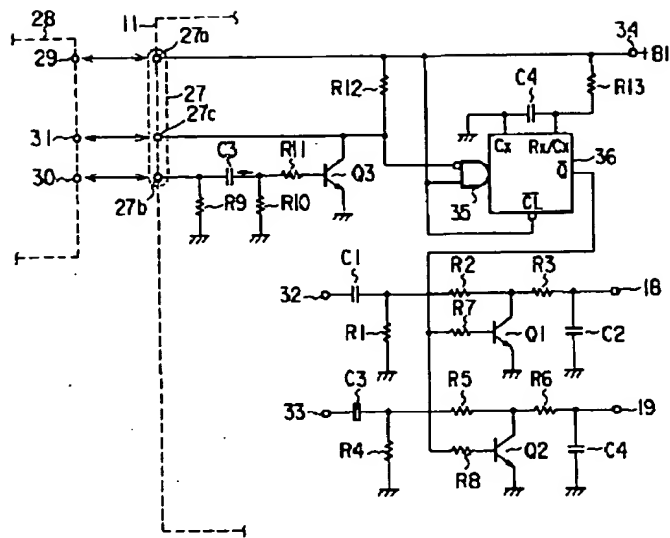 28
11
27a
34
29
B1
C4
R12
R13
27
27c
31
Cx
Rx/Cx
36
R11
C3
Q̄
30
Q3
35
C̄L̄
27b
R9
R10
C1
R2
R3
32
18
R7
R1
Q1
C2
C3
R5
R6
33
19
R4
Q2
C4
R8